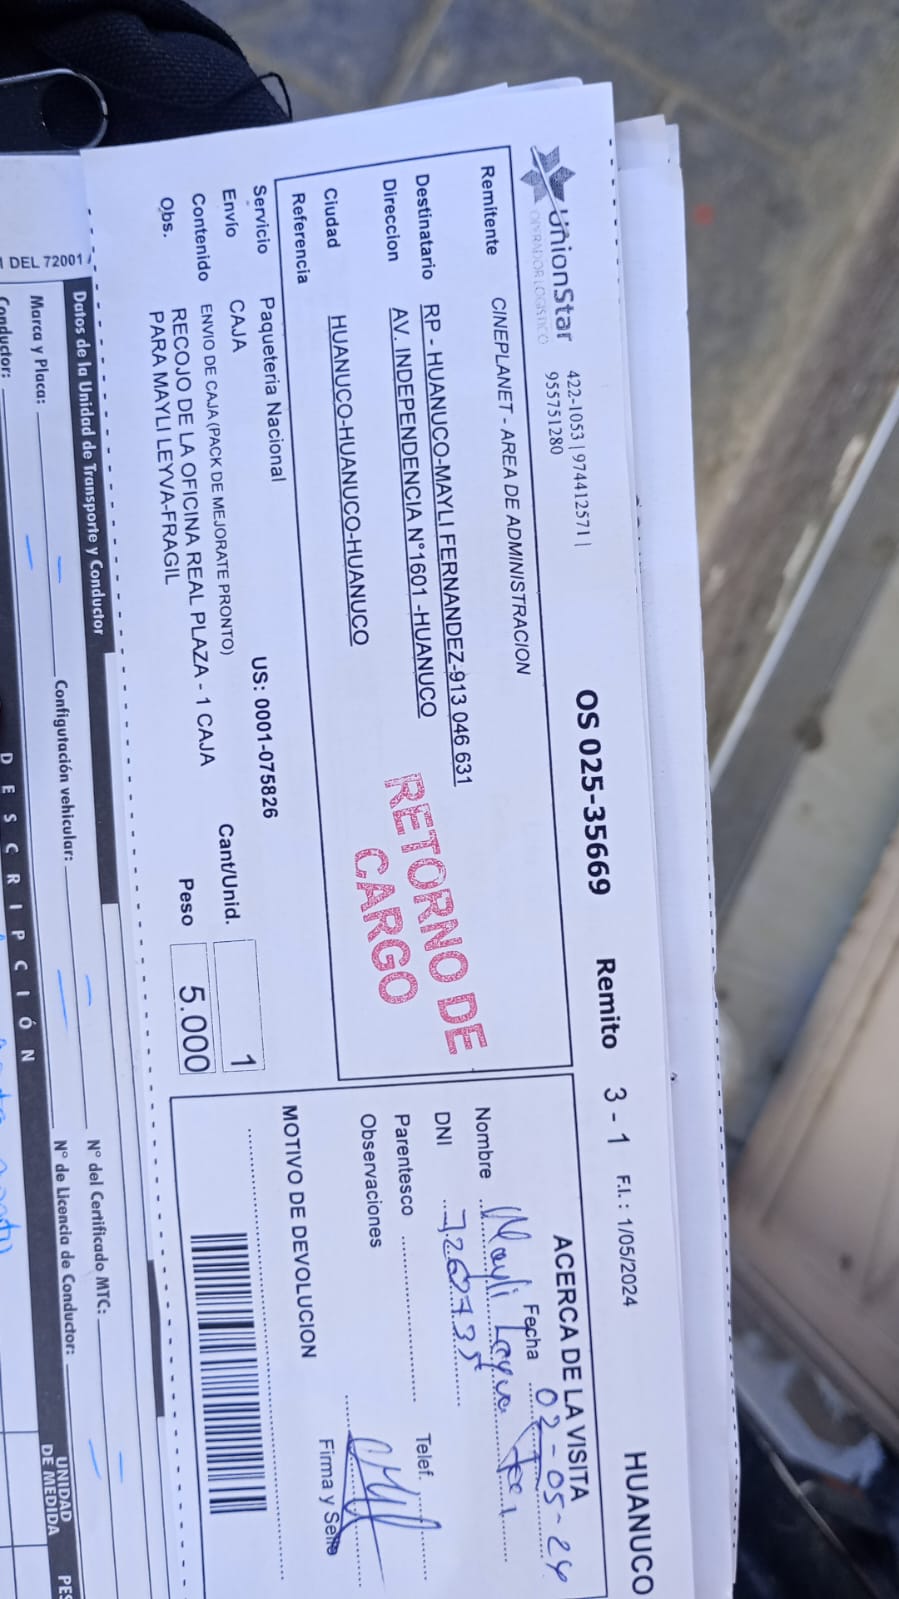 UnionStar
OPERADOR LOGISTICO
422-1053 | 974412571 |
955751280
OS 025-35669 Remito 3 - 1 F.I.: 1/05/2024 HUANUCO
Remitente CINEPLANET - AREA DE ADMINISTRACION
Destinatario RP - HUANUCO-MAYLI FERNANDEZ-913 046 631
Direccion AV. INDEPENDENCIA N°1601 -HUANUCO
Ciudad HUANUCO-HUANUCO-HUANUCO
Referencia
RETORNO DE
CARGO
Servicio Paqueteria Nacional US: 0001-075826
Envio CAJA Cant/Unid. 1
Contenido ENVIO DE CAJA (PACK DE MEJORATE PRONTO)
RECOJO DE LA OFICINA REAL PLAZA - 1 CAJA Peso 5.000
Obs. PARA MAYLI LEYVA-FRAGIL
ACERCA DE LA VISITA
Fecha 02-05-24
Nombre Mayli
DNI
Parentesco Telef.
Observaciones
Firma y Sello
MOTIVO DE DEVOLUCION
DEL 72001
Datos de la Unidad de Transporte y Conductor
Marca y Placa: Configutación vehicular: N° del Certificado MTC:
Conductor: N° de Licencia de Conductor:
DESCRIPCIÓN UNIDAD
DE MEDIDA